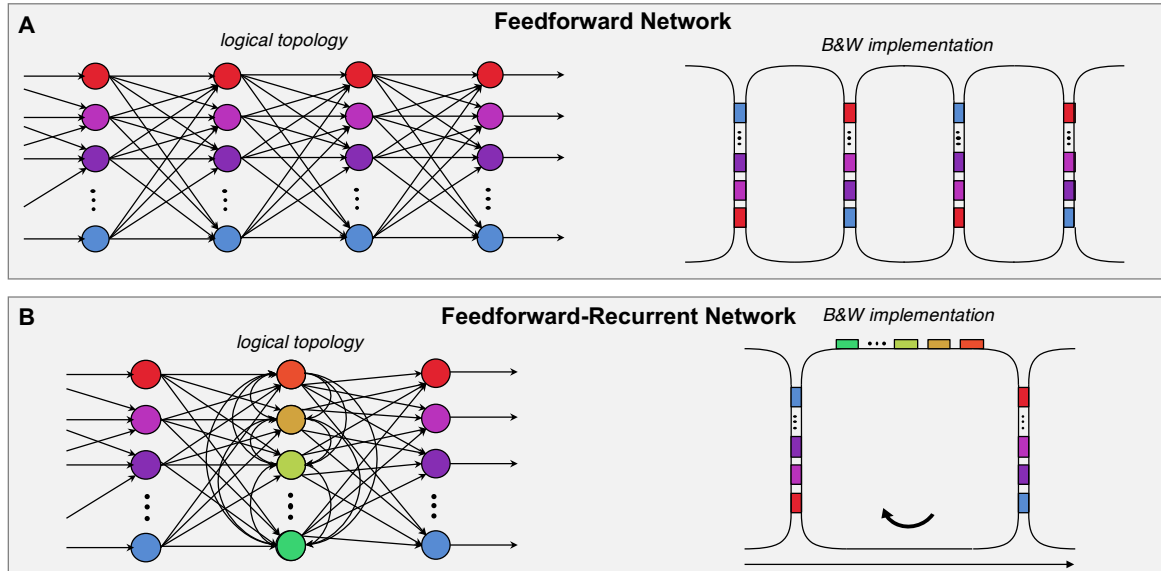 A
Feedforward Network
logical topology
B&W implementation
B
Feedforward-Recurrent Network
logical topology
B&W implementation